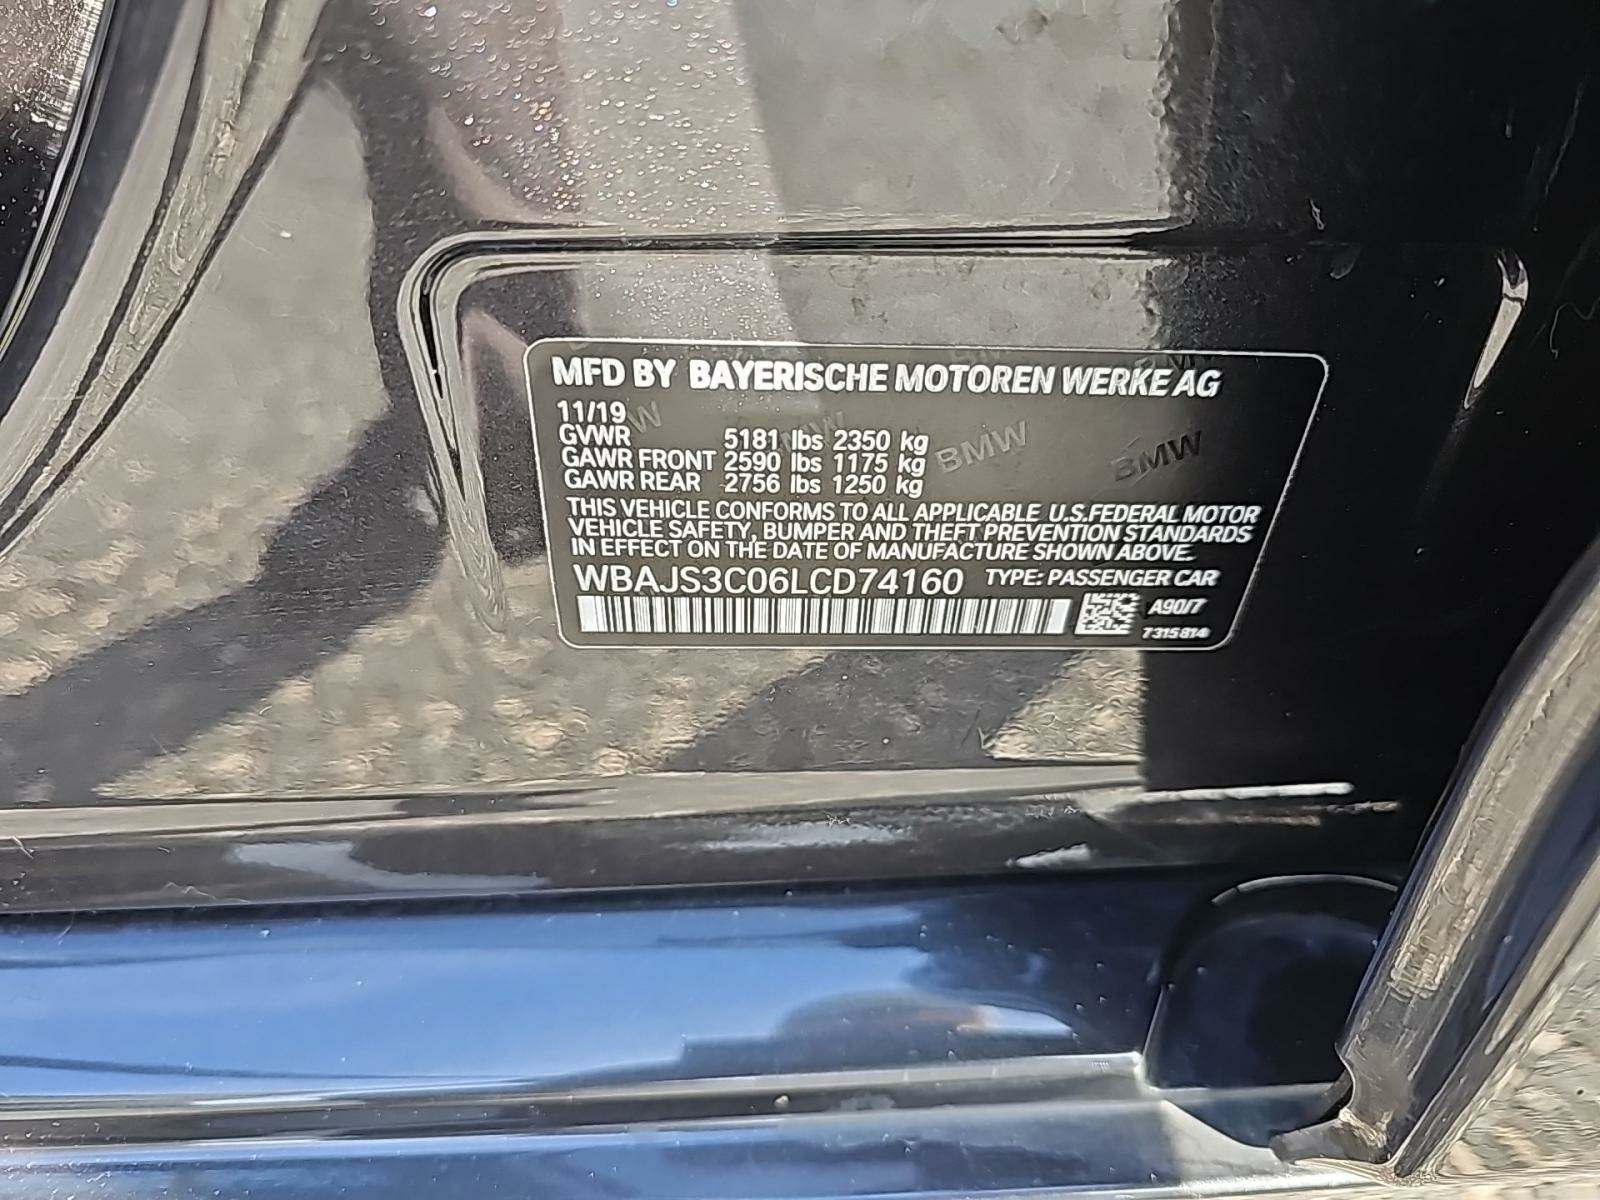 MFD BY BAYERISCHE MOTOREN WERKE AG
11/19
GVWR 5181 lbs 2350 kg
GAWR FRONT 2590 lbs 1175 kg
GAWR REAR 2756 lbs 1250 kg
BMW BMW
THIS VEHICLE CONFORMS TO ALL APPLICABLE U.S.FEDERAL MOTOR
VEHICLE SAFETY, BUMPER AND THEFT PREVENTION STANDARDS
IN EFFECT ON THE DATE OF MANUFACTURE SHOWN ABOVE.
WBAJS3C06LCD74160 TYPE: PASSENGER CAR
A90/7
7315814